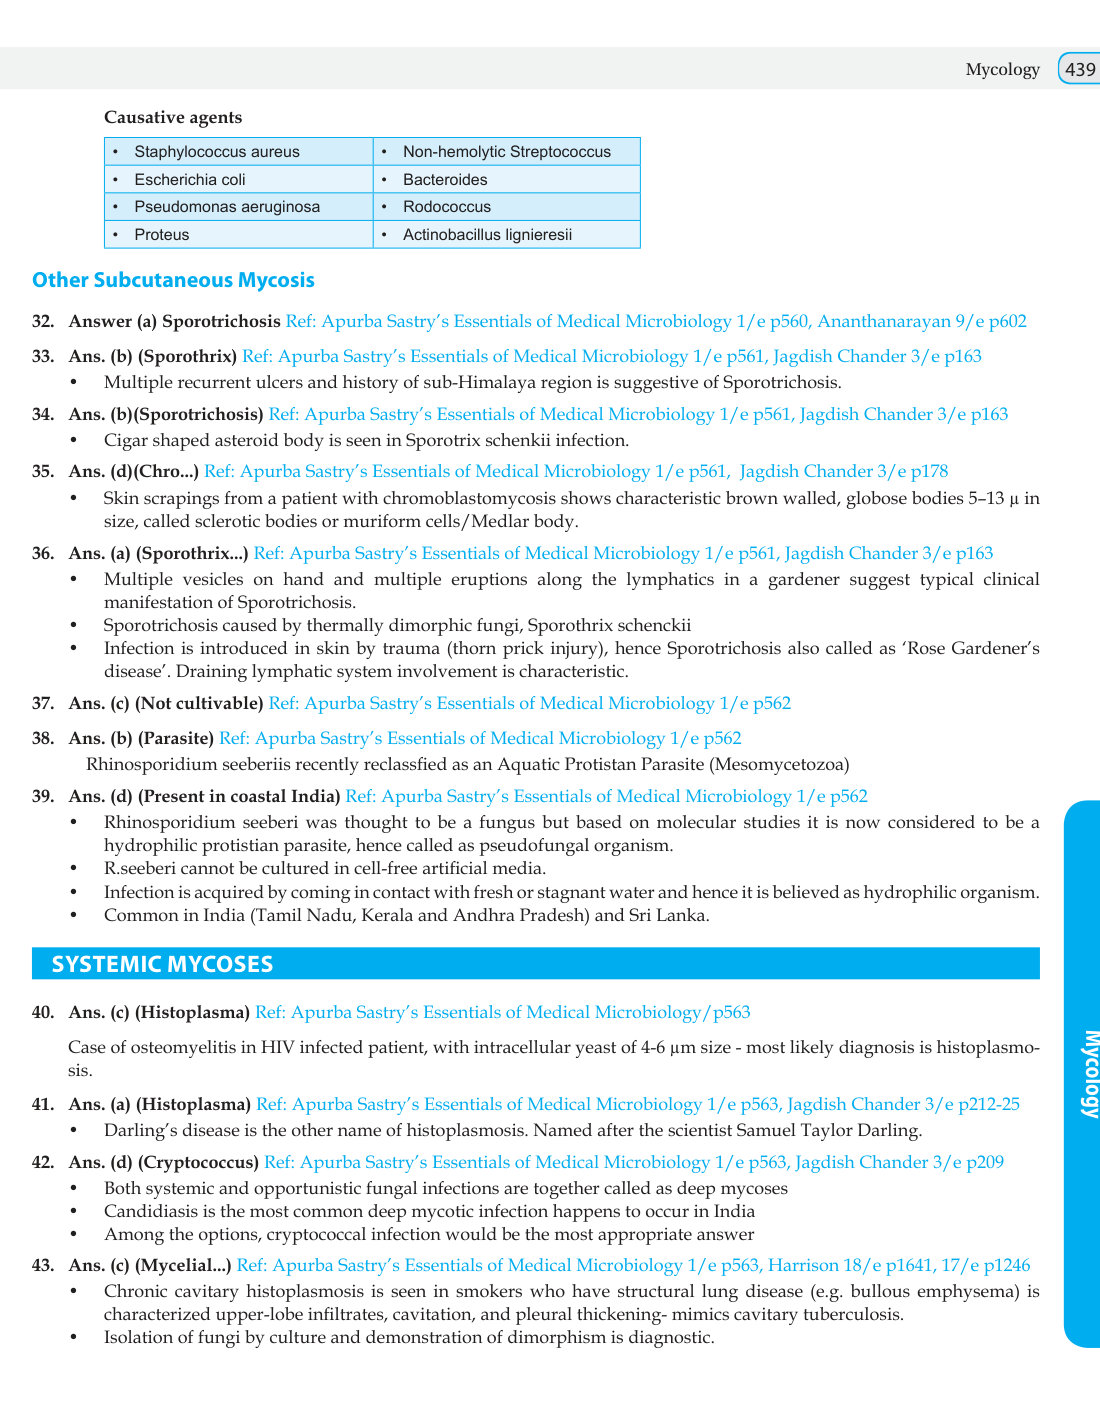 Mycology 439
Causative agents
• Staphylococcus aureus • Non-hemolytic Streptococcus
• Escherichia coli • Bacteroides
• Pseudomonas aeruginosa • Rodococcus
• Proteus • Actinobacillus lignieresii
Other Subcutaneous Mycosis
32. Answer (a) Sporotrichosis Ref: Apurba Sastry's Essentials of Medical Microbiology 1/e p560, Ananthanarayan 9/e p602
33. Ans. (b) (Sporothrix) Ref: Apurba Sastry's Essentials of Medical Microbiology 1/e p561, Jagdish Chander 3/e p163
• Multiple recurrent ulcers and history of sub-Himalaya region is suggestive of Sporotrichosis.
34. Ans. (b)(Sporotrichosis) Ref: Apurba Sastry's Essentials of Medical Microbiology 1/e p561, Jagdish Chander 3/e p163
• Cigar shaped asteroid body is seen in Sporotrix schenkii infection.
35. Ans. (d)(Chro...) Ref: Apurba Sastry's Essentials of Medical Microbiology 1/e p561, Jagdish Chander 3/e p178
• Skin scrapings from a patient with chromoblastomycosis shows characteristic brown walled, globose bodies 5–13 µ in
size, called sclerotic bodies or muriform cells/Medlar body.
36. Ans. (a) (Sporothrix...) Ref: Apurba Sastry's Essentials of Medical Microbiology 1/e p561, Jagdish Chander 3/e p163
• Multiple vesicles on hand and multiple eruptions along the lymphatics in a gardener suggest typical clinical
manifestation of Sporotrichosis.
• Sporotrichosis caused by thermally dimorphic fungi, Sporothrix schenckii
• Infection is introduced in skin by trauma (thorn prick injury), hence Sporotrichosis also called as 'Rose Gardener's
disease'. Draining lymphatic system involvement is characteristic.
37. Ans. (c) (Not cultivable) Ref: Apurba Sastry's Essentials of Medical Microbiology 1/e p562
38. Ans. (b) (Parasite) Ref: Apurba Sastry's Essentials of Medical Microbiology 1/e p562
Rhinosporidium seeberiis recently reclassfied as an Aquatic Protistan Parasite (Mesomycetozoa)
39. Ans. (d) (Present in coastal India) Ref: Apurba Sastry's Essentials of Medical Microbiology 1/e p562
• Rhinosporidium seeberi was thought to be a fungus but based on molecular studies it is now considered to be a
hydrophilic protistian parasite, hence called as pseudofungal organism.
• R.seeberi cannot be cultured in cell-free artificial media.
• Infection is acquired by coming in contact with fresh or stagnant water and hence it is believed as hydrophilic organism.
• Common in India (Tamil Nadu, Kerala and Andhra Pradesh) and Sri Lanka.
SYSTEMIC MYCOSES
40. Ans. (c) (Histoplasma) Ref: Apurba Sastry's Essentials of Medical Microbiology/p563
Case of osteomyelitis in HIV infected patient, with intracellular yeast of 4-6 µm size - most likely diagnosis is histoplasmo-
sis.
41. Ans. (a) (Histoplasma) Ref: Apurba Sastry's Essentials of Medical Microbiology 1/e p563, Jagdish Chander 3/e p212-25
• Darling's disease is the other name of histoplasmosis. Named after the scientist Samuel Taylor Darling.
42. Ans. (d) (Cryptococcus) Ref: Apurba Sastry's Essentials of Medical Microbiology 1/e p563, Jagdish Chander 3/e p209
• Both systemic and opportunistic fungal infections are together called as deep mycoses
• Candidiasis is the most common deep mycotic infection happens to occur in India
• Among the options, cryptococcal infection would be the most appropriate answer
43. Ans. (c) (Mycelial...) Ref: Apurba Sastry's Essentials of Medical Microbiology 1/e p563, Harrison 18/e p1641, 17/e p1246
• Chronic cavitary histoplasmosis is seen in smokers who have structural lung disease (e.g. bullous emphysema) is
characterized upper-lobe infiltrates, cavitation, and pleural thickening- mimics cavitary tuberculosis.
• Isolation of fungi by culture and demonstration of dimorphism is diagnostic.
Mycology